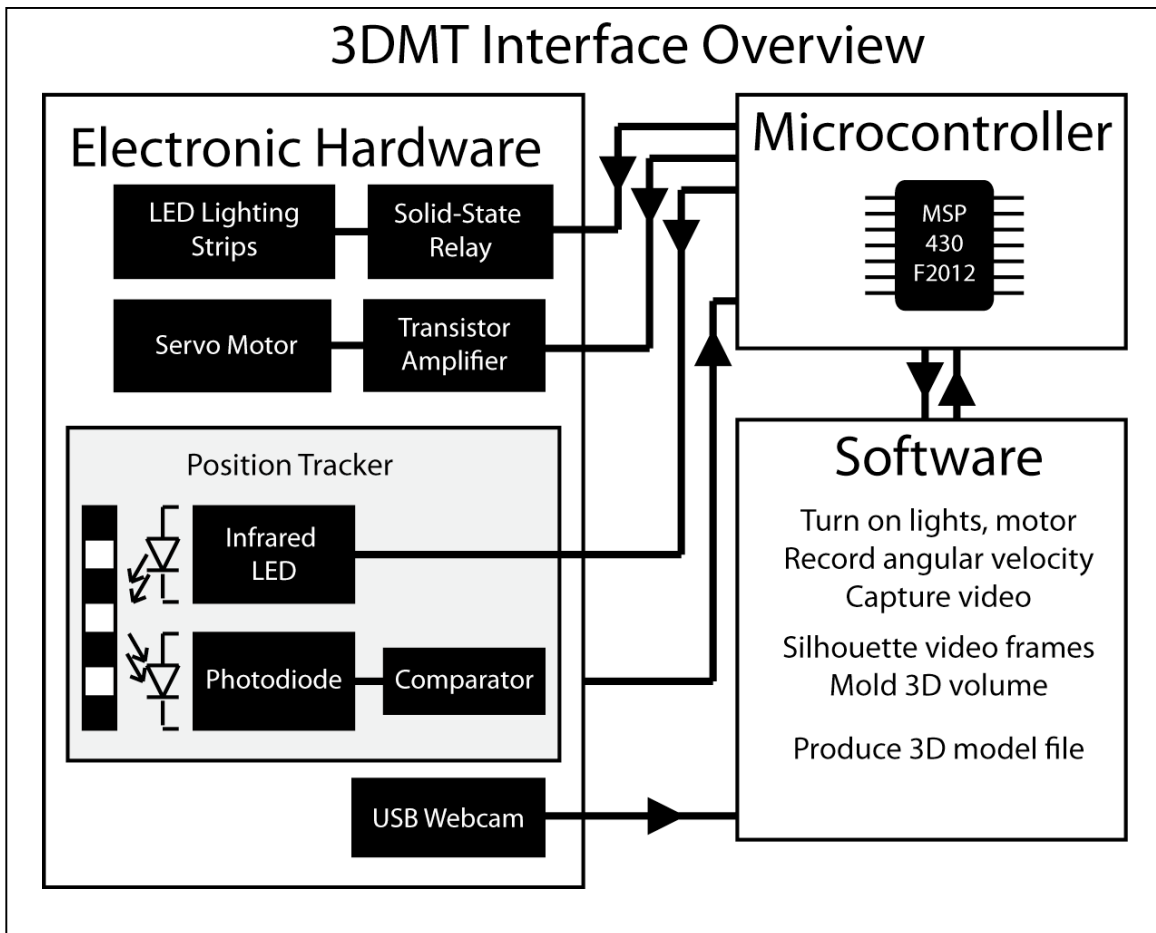 3DMT Interface Overview
Electronic Hardware
LED Lighting
Strips
Solid-State
Relay
Servo Motor
Transistor
Amplifier
Position Tracker
Infrared
LED
Photodiode
Comparator
USB Webcam
Microcontroller
MSP
430
F2012
Software
Turn on lights, motor
Record angular velocity
Capture video
Silhouette video frames
Mold 3D volume
Produce 3D model file